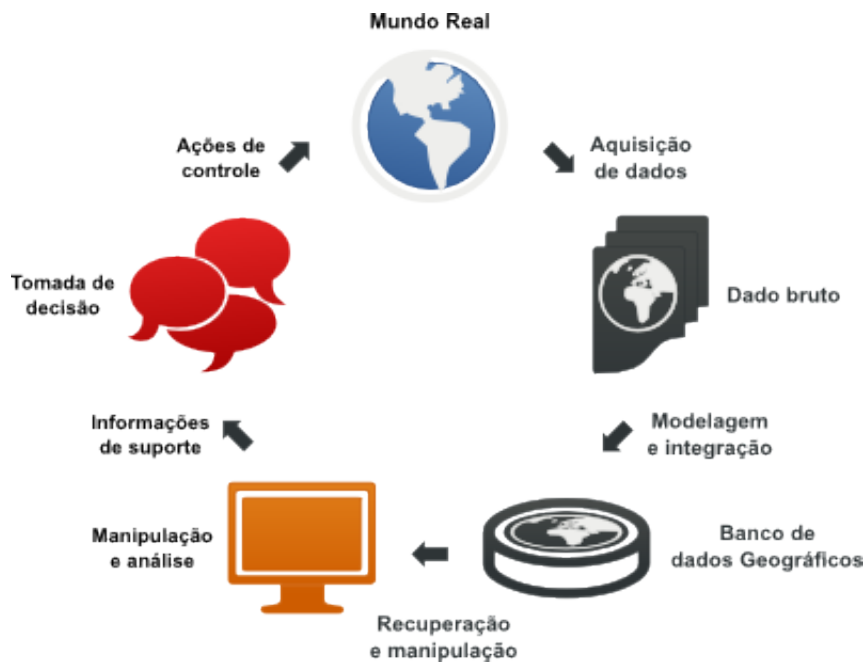 Mundo Real
Aquisição
de dados
Dado bruto
Modelagem
e integração
Banco de
dados Geográficos
Recuperação
e manipulação
Manipulação
e análise
Informações
de suporte
Tomada de
decisão
Ações de
controle